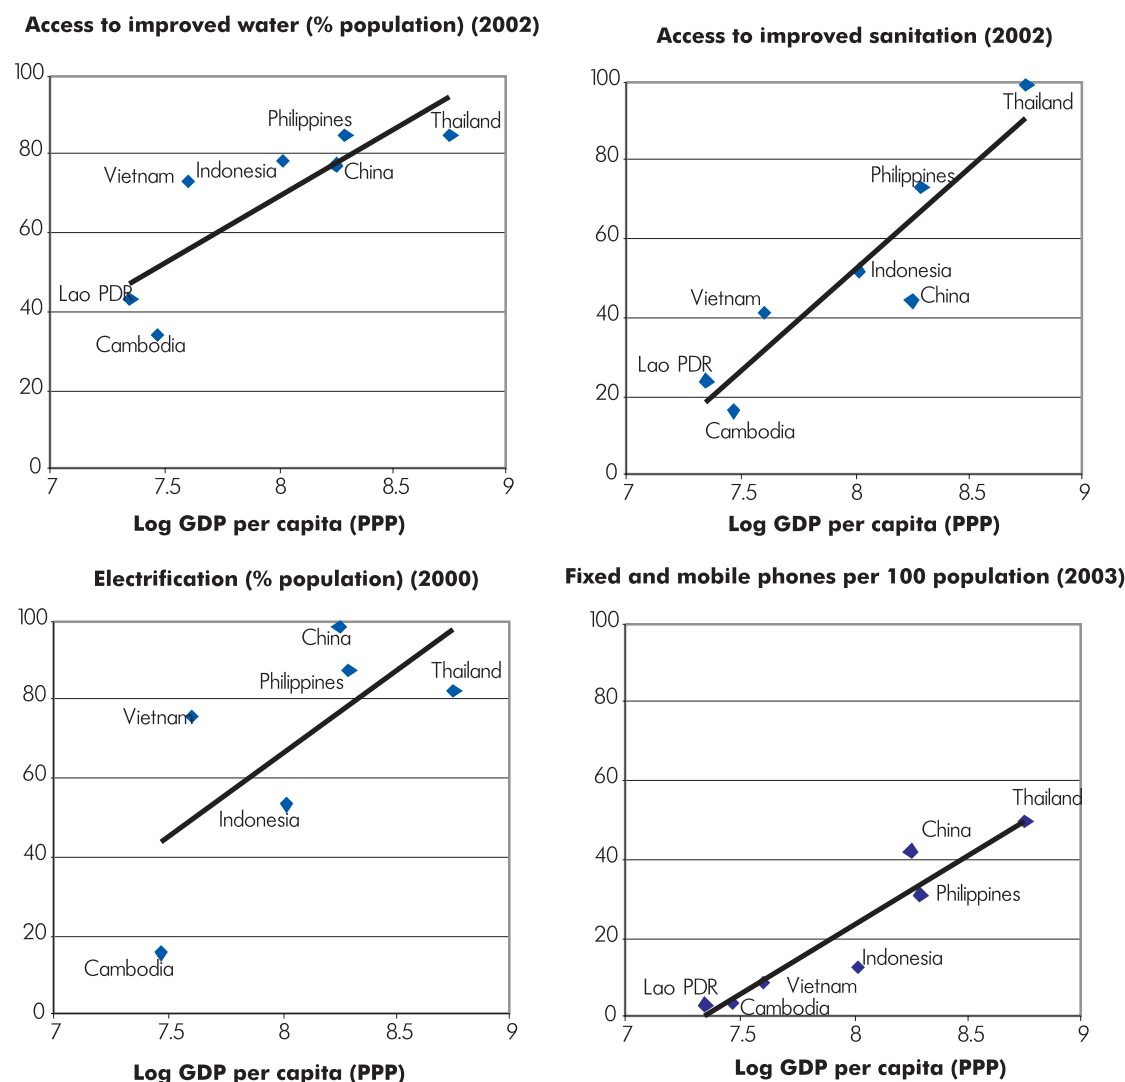 Access to improved water (% population) (2002)
100
80
60
40
20
0
Philippines
Thailand
Vietnam
Indonesia
China
Lao PDR
Cambodia
7
7.5
8
8.5
9
Log GDP per capita (PPP)
Access to improved sanitation (2002)
100
80
60
40
20
0
Thailand
Philippines
Indonesia
China
Vietnam
Lao PDR
Cambodia
7
7.5
8
8.5
9
Log GDP per capita (PPP)
Electrification (% population) (2000)
100
80
60
40
20
0
China
Thailand
Philippines
Vietnam
Indonesia
Cambodia
7
7.5
8
8.5
9
Log GDP per capita (PPP)
Fixed and mobile phones per 100 population (2003)
100
80
60
40
20
0
Thailand
China
Philippines
Indonesia
Lao PDR
Vietnam
Cambodia
7
7.5
8
8.5
9
Log GDP per capita (PPP)